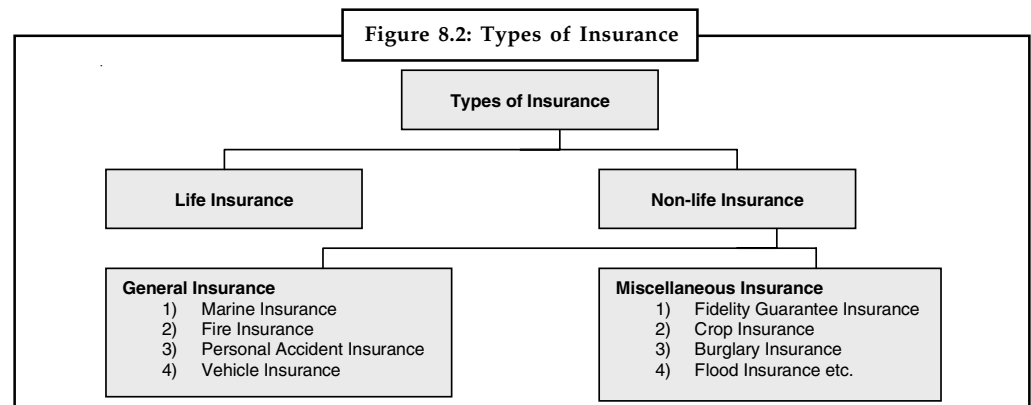 Figure 8.2: Types of Insurance
Types of Insurance
Life Insurance
Non-life Insurance
General Insurance
1) Marine Insurance
2) Fire Insurance
3) Personal Accident Insurance
4) Vehicle Insurance
Miscellaneous Insurance
1) Fidelity Guarantee Insurance
2) Crop Insurance
3) Burglary Insurance
4) Flood Insurance etc.